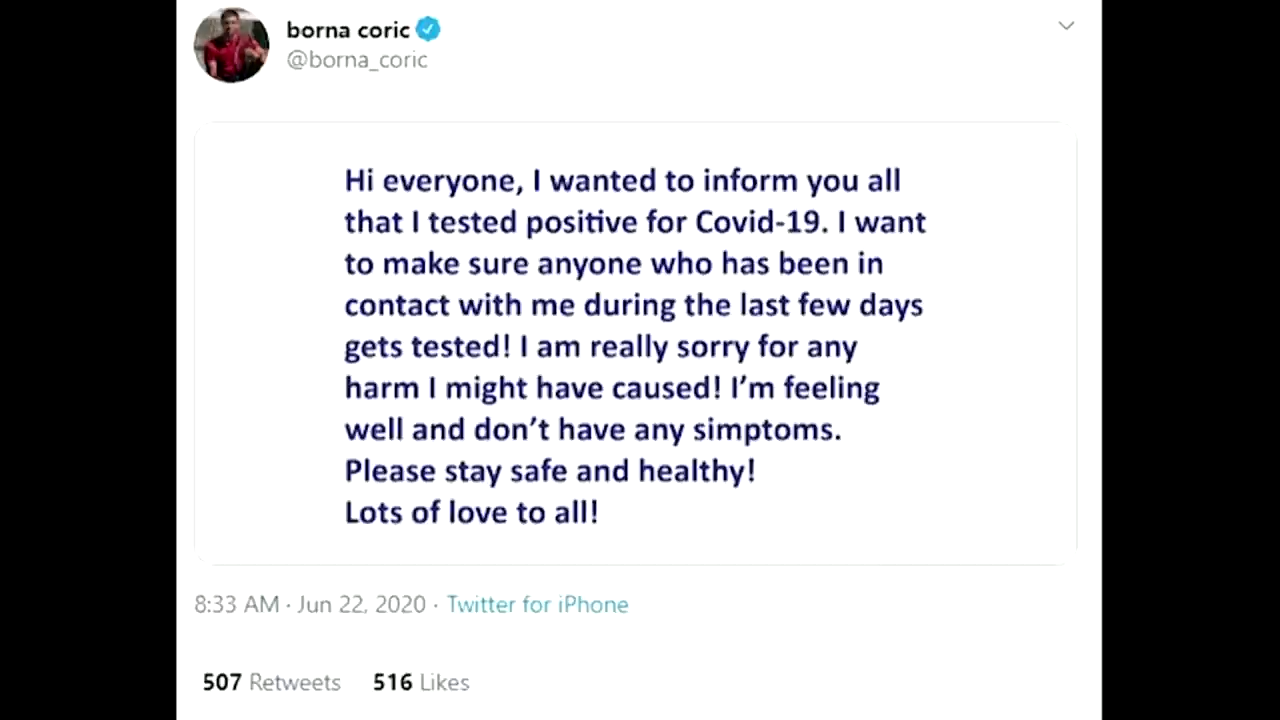 borna coric
@borna_coric
Hi everyone, I wanted to inform you all
that I tested positive for Covid-19. I want
to make sure anyone who has been in
contact with me during the last few days
gets tested! I am really sorry for any
harm I might have caused! I’m feeling
well and don’t have any simptoms.
Please stay safe and healthy!
Lots of love to all!
8:33 AM · Jun 22, 2020 · Twitter for iPhone
507 Retweets 516 Likes